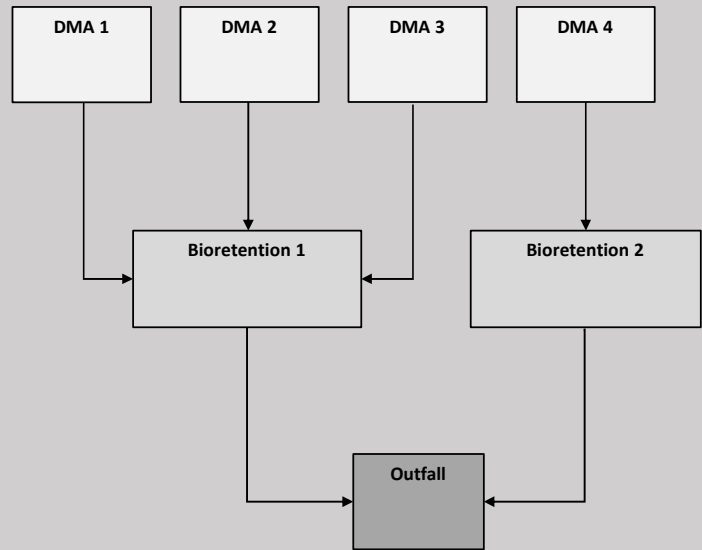 DMA 1
DMA 2
DMA 3
DMA 4
Bioretention 1
Bioretention 2
Outfall